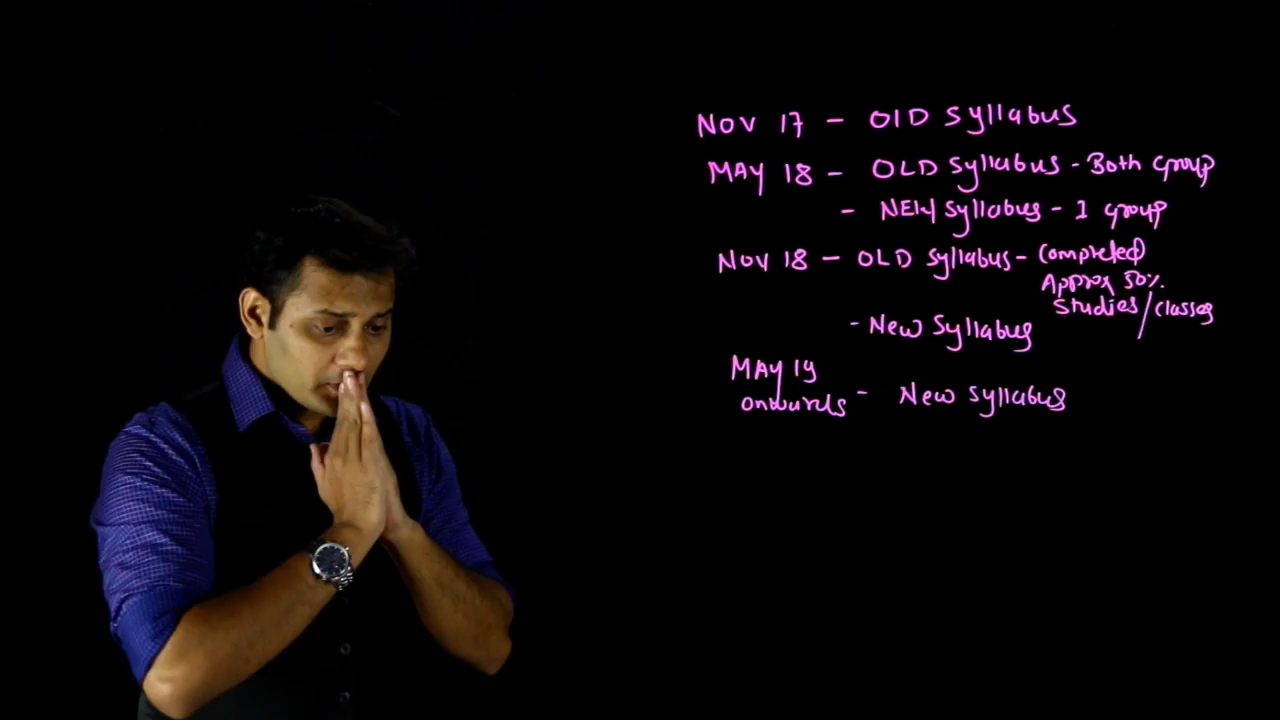 NOV 17 - OlD Syllabus
MAY 18 - OLD Syllabus - Both group
- NEW Syllabus - I group
NOV 18 - OLD Syllabus - Completed
Approx 50%
Studies/classes
- New Syllabus
MAY 19
onwards - New Syllabus